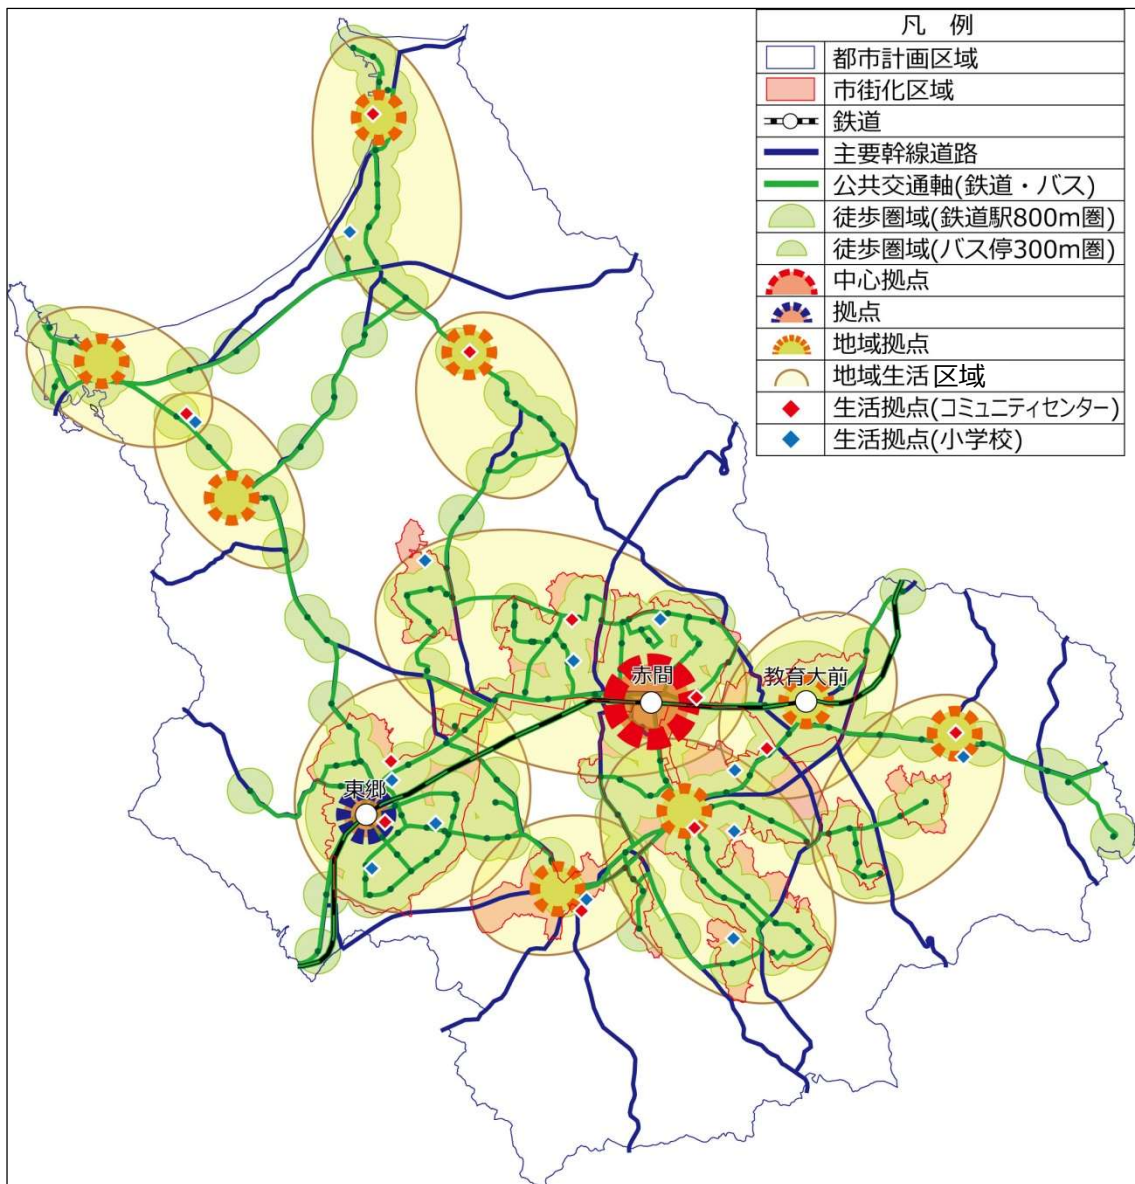 凡 例
都市計画区域
市街化区域
鉄道
主要幹線道路
公共交通軸(鉄道・バス)
徒歩圏域(鉄道駅800m圏)
徒歩圏域(バス停300m圏)
中心拠点
拠点
地域拠点
地域生活区域
生活拠点(コミュニティセンター)
生活拠点(小学校)
赤間
教育大前
東郷